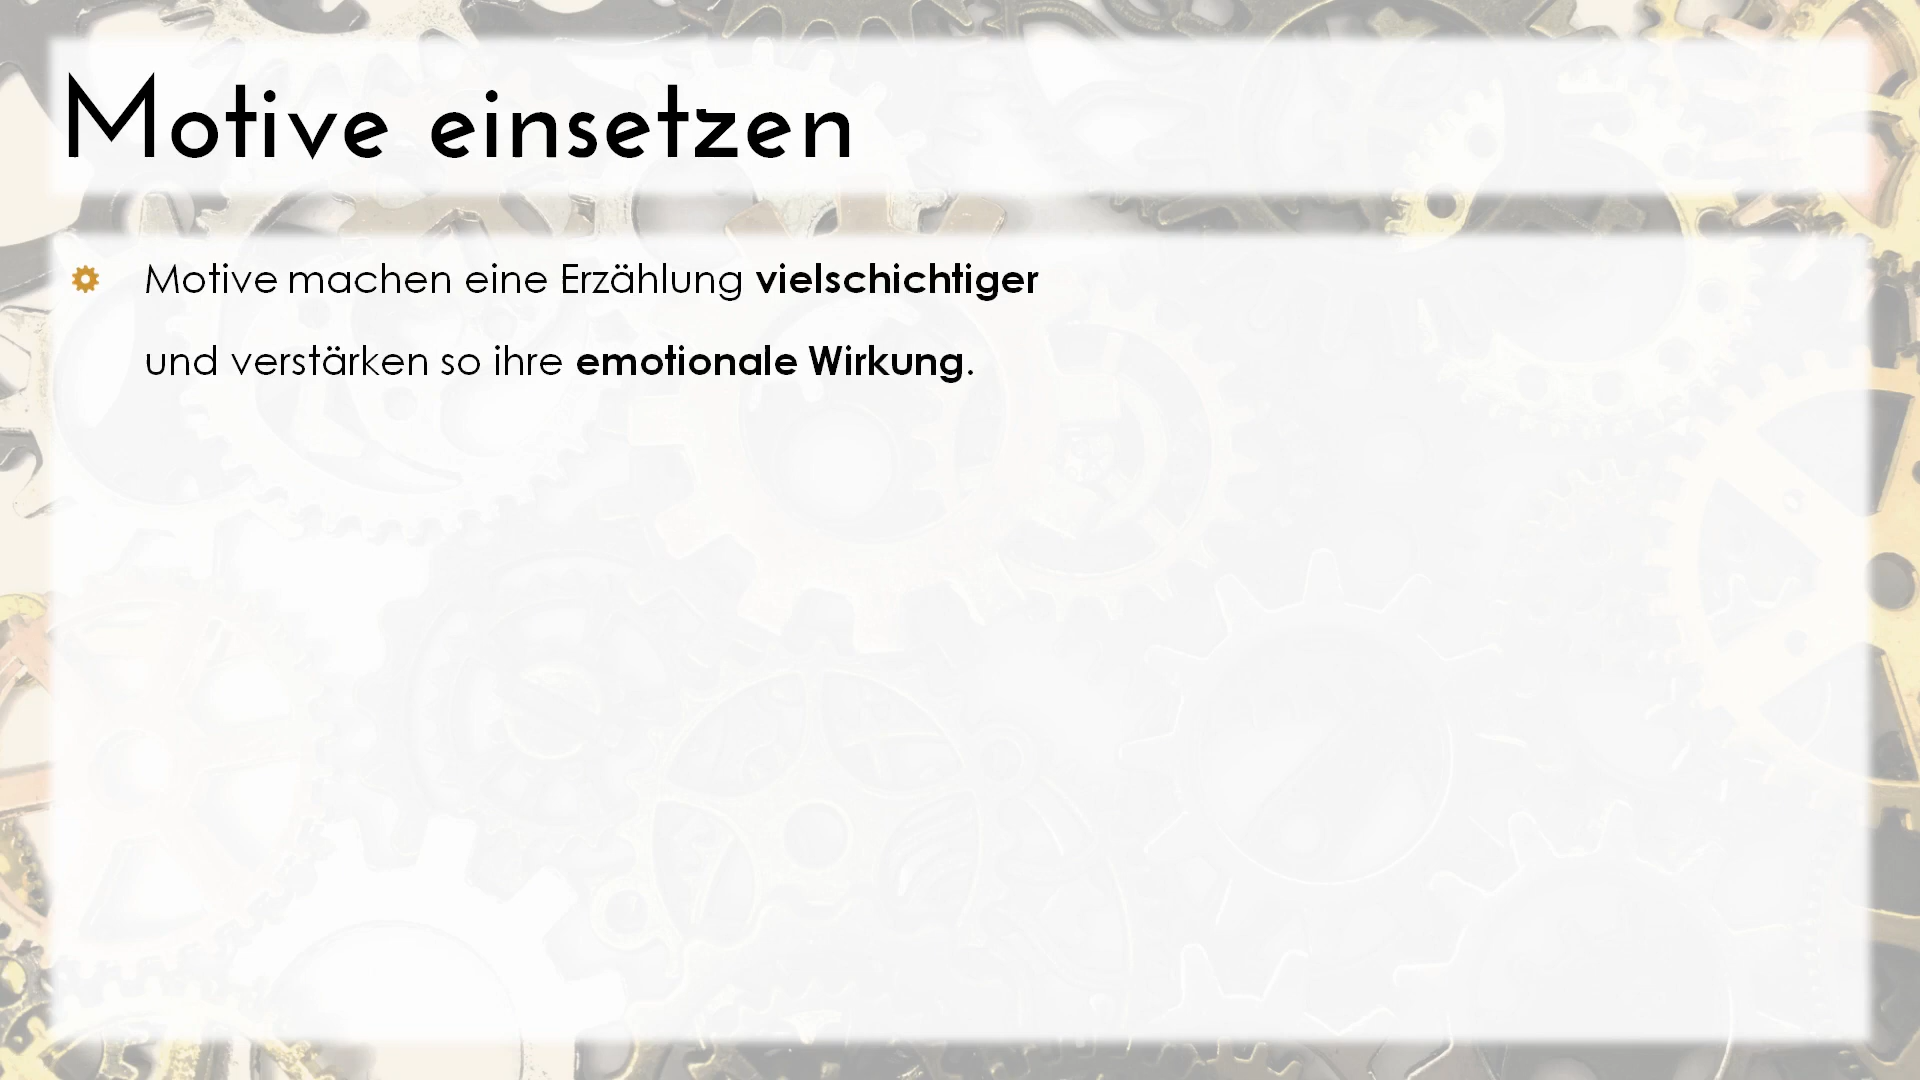 Motive einsetzen
Motive machen eine Erzählung vielschichtiger
und verstärken so ihre emotionale Wirkung.